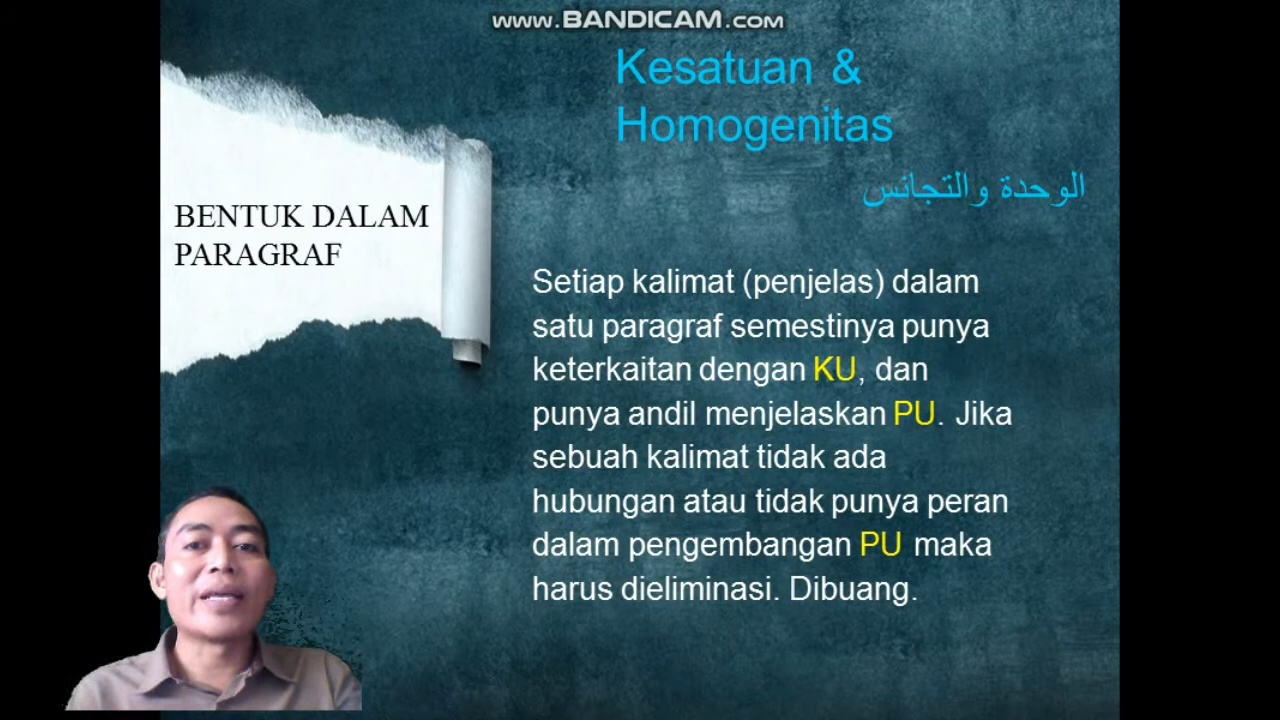 www.BANDICAM.com
Kesatuan &
Homogenitas
الوحدة والتجانس
BENTUK DALAM
PARAGRAF
Setiap kalimat (penjelas) dalam
satu paragraf semestinya punya
keterkaitan dengan KU, dan
punya andil menjelaskan PU. Jika
sebuah kalimat tidak ada
hubungan atau tidak punya peran
dalam pengembangan PU maka
harus dieliminasi. Dibuang.